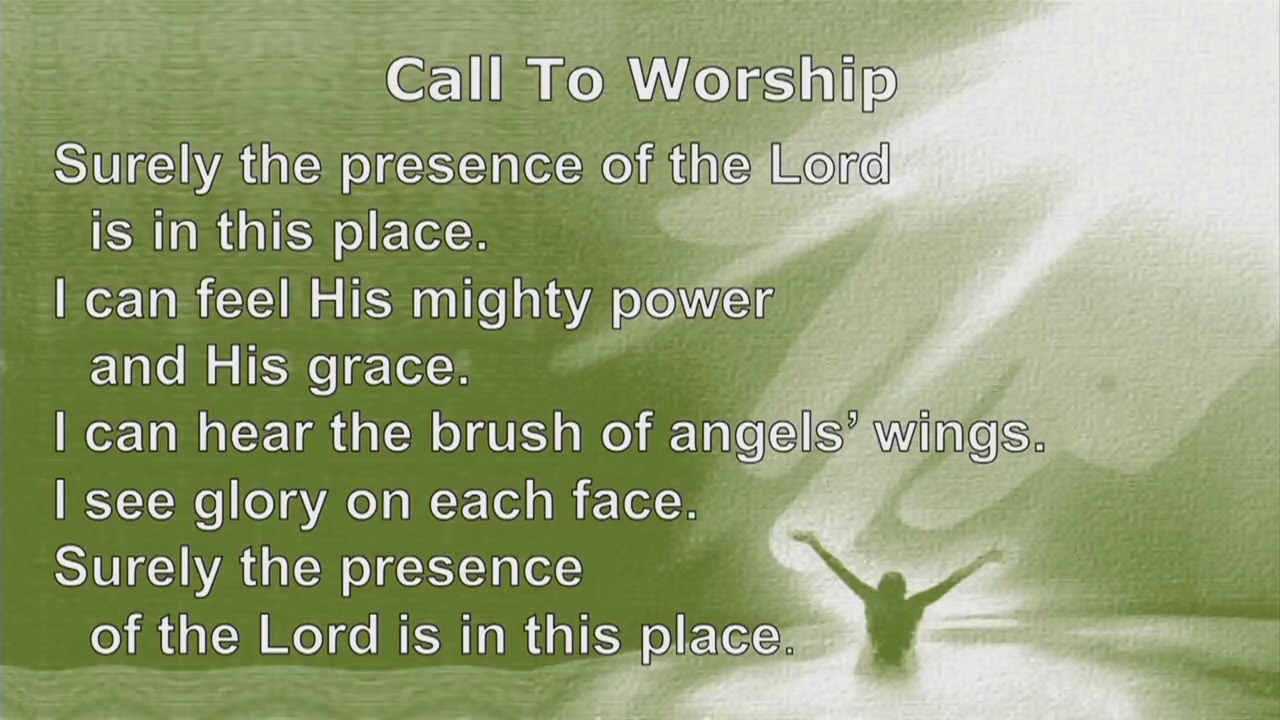 Call To Worship
Surely the presence of the Lord
is in this place.
I can feel His mighty power
and His grace.
I can hear the brush of angels’ wings.
I see glory on each face.
Surely the presence
of the Lord is in this place.